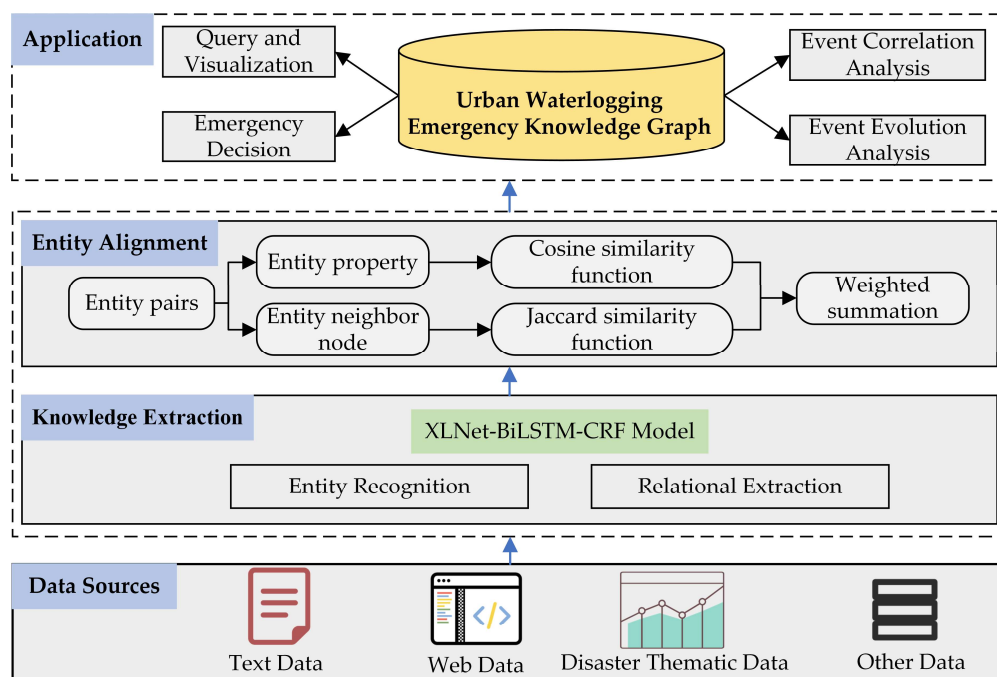 Application
Query and
Visualization
Emergency
Decision
Urban Waterlogging
Emergency Knowledge Graph
Event Correlation
Analysis
Event Evolution
Analysis
Entity Alignment
Entity pairs
Entity property
Entity neighbor
node
Cosine similarity
function
Jaccard similarity
function
Weighted
summation
Knowledge Extraction
XLNet-BiLSTM-CRF Model
Entity Recognition
Relational Extraction
Data Sources
Text Data
Web Data
Disaster Thematic Data
Other Data